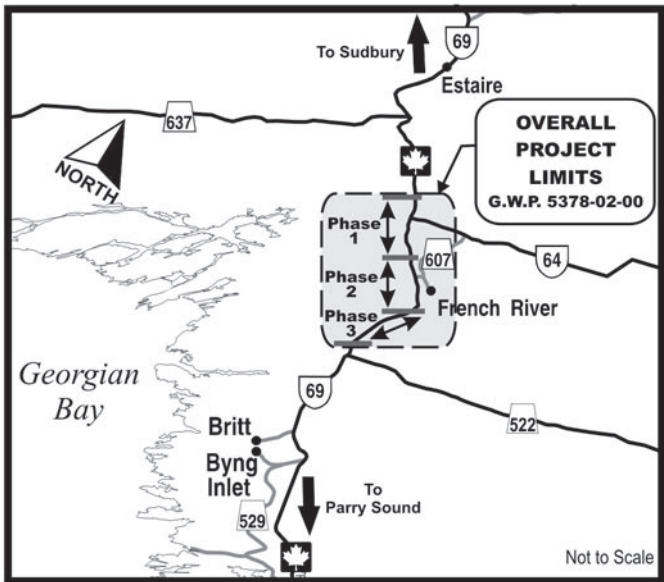 To Sudbury
69
Estaire
637
NORTH
OVERALL
PROJECT
LIMITS
G.W.P. 5378-02-00
Phase
1
607
64
Phase
2
French River
Phase
3
Georgian
Bay
69
522
Britt
Byng
Inlet
To
Parry Sound
529
Not to Scale